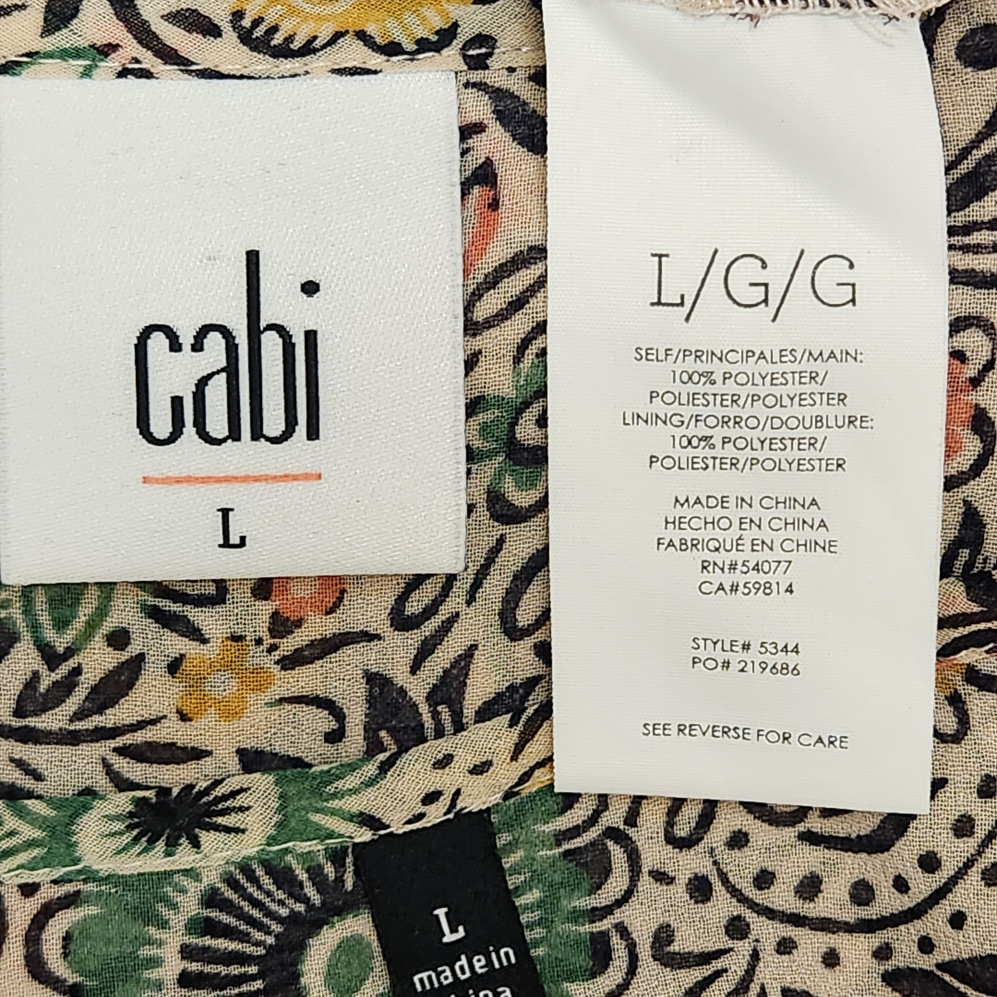 cabi
L
L/G/G
SELF/PRINCIPALES/MAIN:
100% POLYESTER/
POLIESTER/POLYESTER
LINING/FORRO/DOUBLURE:
100% POLYESTER/
POLIESTER/POLYESTER
MADE IN CHINA
HECHO EN CHINA
FABRIQUÉ EN CHINE
RN#54077
CA#59814
STYLE# 5344
PO# 219686
SEE REVERSE FOR CARE
L
made in